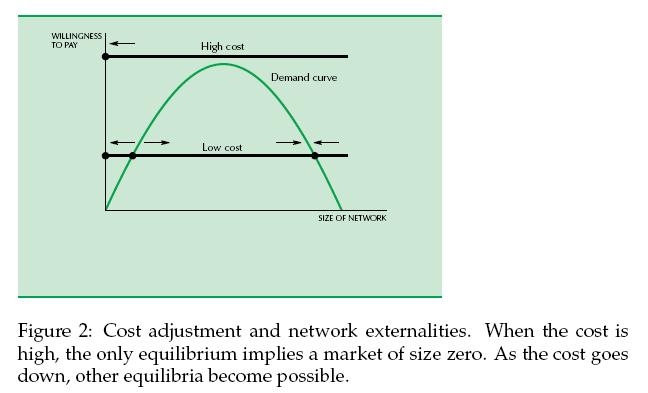 WILLINGNESS
TO PAY
High cost
Demand curve
Low cost
SIZE OF NETWORK
Figure 2: Cost adjustment and network externalities. When the cost is
high, the only equilibrium implies a market of size zero. As the cost goes
down, other equilibria become possible.